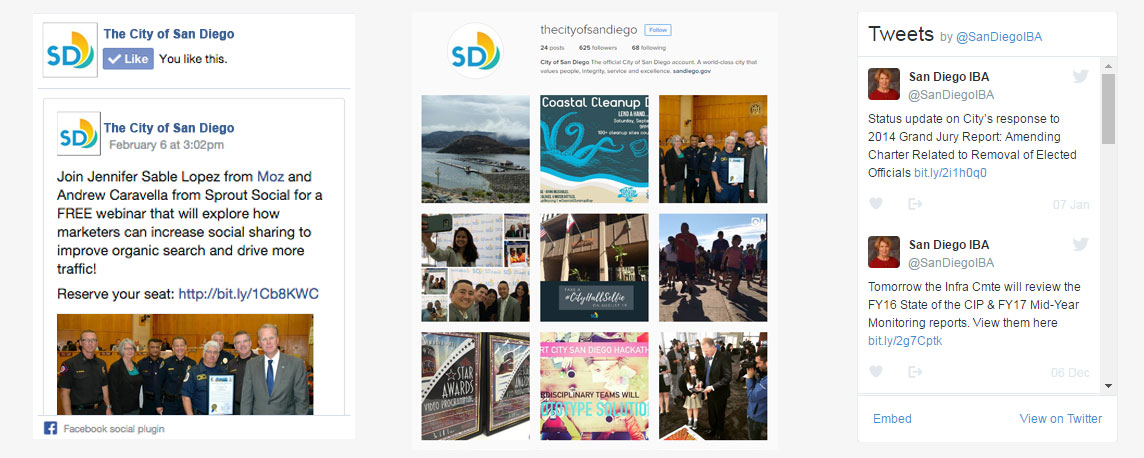 SD
The City of San Diego
Like You like this.
SD
The City of San Diego
February 6 at 3:02pm
Join Jennifer Sable Lopez from Moz and
Andrew Caravella from Sprout Social for a
FREE webinar that will explore how
marketers can increase social sharing to
improve organic search and drive more
traffic!
Reserve your seat: http://bit.ly/1Cb8KWC
Facebook social plugin
SD
thecityofsandiego Follow
24 posts 625 followers 68 following
City of San Diego The official City of San Diego account. A world-class city that
values people, integrity, service and excellence. sandiego.gov
Coastal Cleanup D
LEND A HAND...
Saturday, Sept
100+ cleanup sites cou
TAKE A
#CityHallSelfie
STAR
AWARDS
VIDEO PROGRAMMING
STAR
AWARDS
RT CITY SAN DIEGO HACKATH
DISCIPLINARY TEAMS WILL
OTOTYPE SOLUTION
Tweets by @SanDiegoIBA
San Diego IBA
@SanDiegoIBA
Status update on City's response to
2014 Grand Jury Report: Amending
Charter Related to Removal of Elected
Officials bit.ly/2i1h0q0
07 Jan
San Diego IBA
@SanDiegoIBA
Tomorrow the Infra Cmte will review the
FY16 State of the CIP & FY17 Mid-Year
Monitoring reports. View them here
bit.ly/2g7Cptk
06 Dec
Embed View on Twitter